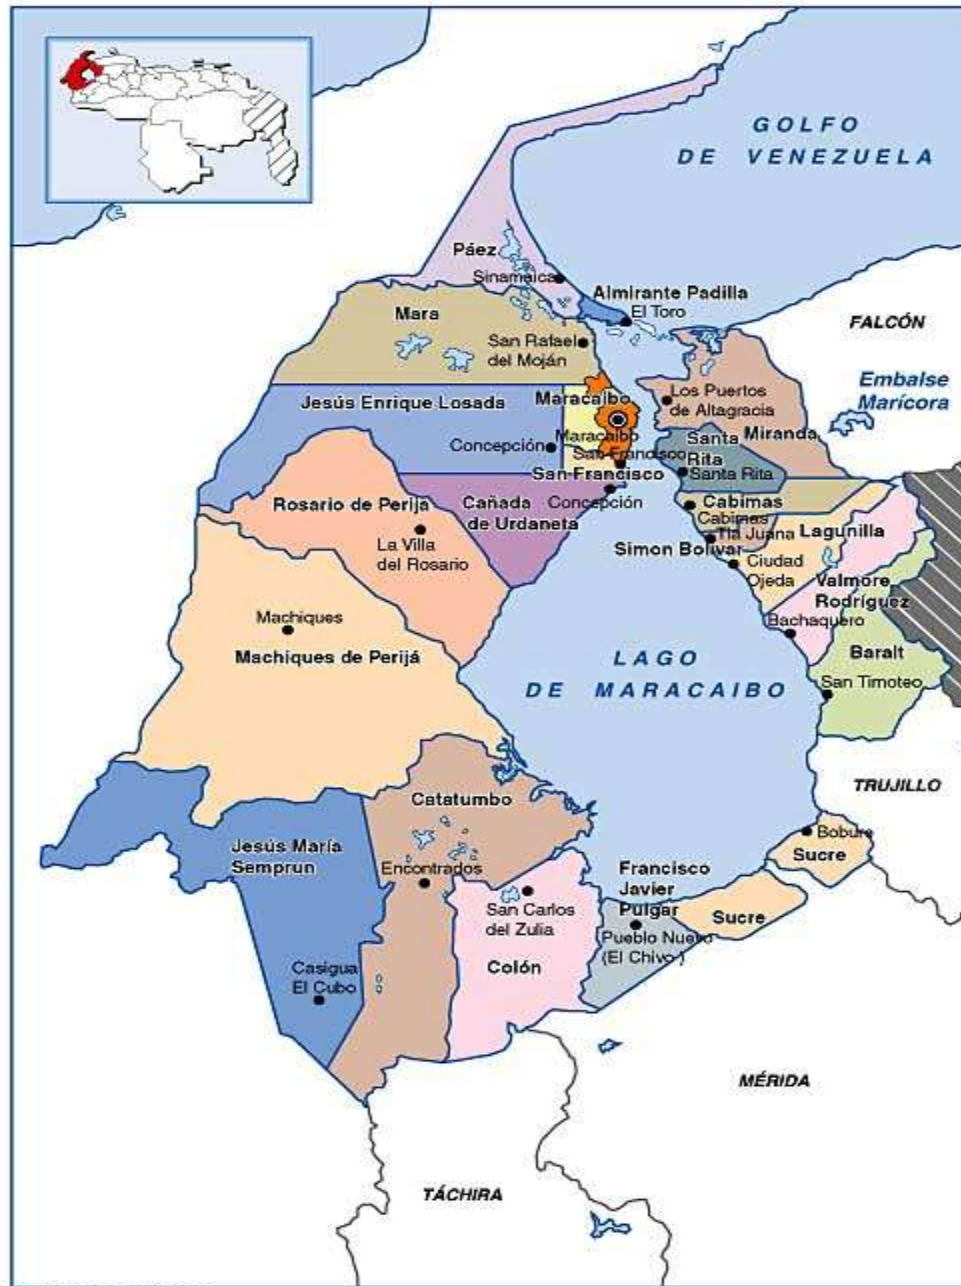 GOLFO
DE VENEZUELA
Páez
Sinamaica
Almirante Padilla
El Toro
Mara
San Rafael
del Moján
FALCÓN
Embalse
Marícora
Jesús Enrique Losada
Maracaibo
Los Puertos
de Altagracia
Concepción
Maracaibo
Santa
Rita
Miranda
San Francisco
San Francisco
Santa Rita
Rosario de Perija
Cañada
de Urdaneta
Concepción
Cabimas
Cabimas
La Villa
del Rosario
Tía Juana
Lagunilla
Simon Bolivar
Ciudad
Ojeda
Valmore
Rodríguez
Machiques
Bachaquero
Machiques de Perijá
LAGO
DE MARACAIBO
Baralt
San Timoteo
TRUJILLO
Catatumbo
Bobure
Sucre
Jesús María
Semprun
Encontrados
Francisco
Javier
Pulgar
San Carlos
del Zulia
Sucre
Pueblo Nuevo
(El Chivo )
Colón
Casigua
El Cubo
MÉRIDA
TÁCHIRA